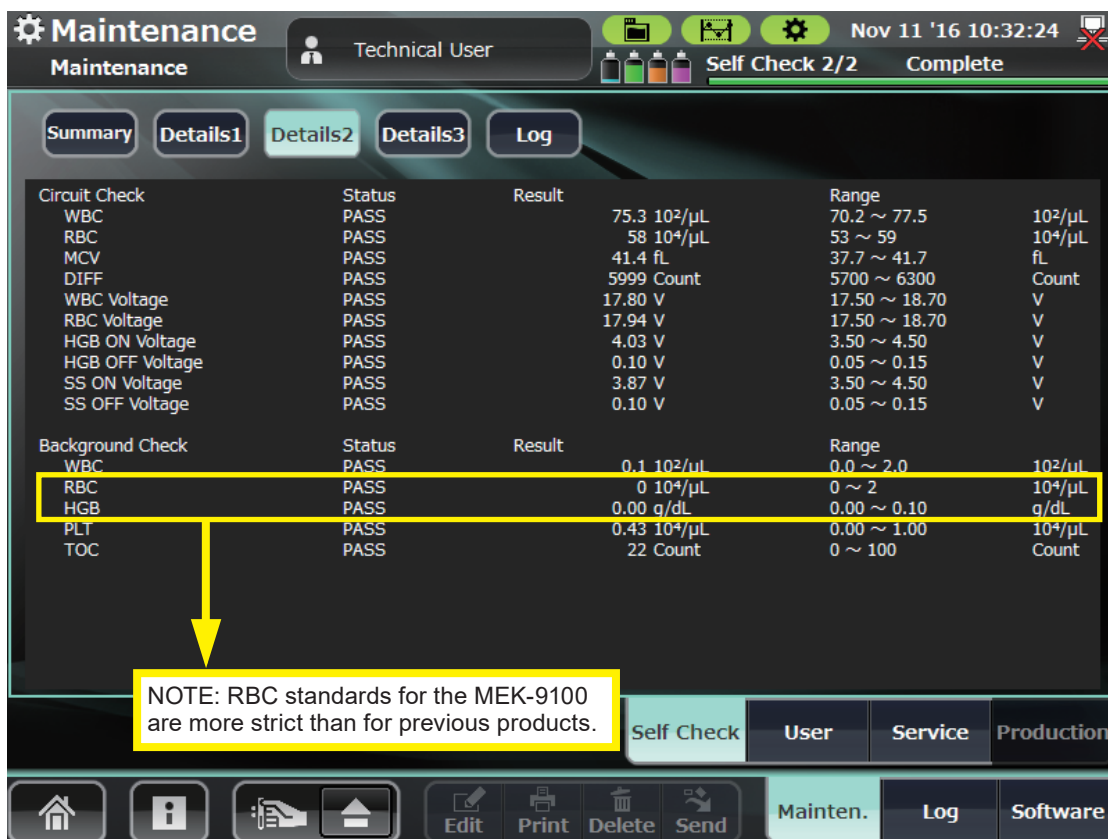 Maintenance
Technical User
Nov 11 '16 10:32:24
Maintenance
Self Check 2/2 Complete
Summary Details1 Details2 Details3 Log
Circuit Check Status Result Range
WBC PASS 75.3 10²/µL 70.2 ~ 77.5 10²/µL
RBC PASS 58 10⁴/µL 53 ~ 59 10⁴/µL
MCV PASS 41.4 fL 37.7 ~ 41.7 fL
DIFF PASS 5999 Count 5700 ~ 6300 Count
WBC Voltage PASS 17.80 V 17.50 ~ 18.70 V
RBC Voltage PASS 17.94 V 17.50 ~ 18.70 V
HGB ON Voltage PASS 4.03 V 3.50 ~ 4.50 V
HGB OFF Voltage PASS 0.10 V 0.05 ~ 0.15 V
SS ON Voltage PASS 3.87 V 3.50 ~ 4.50 V
SS OFF Voltage PASS 0.10 V 0.05 ~ 0.15 V
Background Check Status Result Range
WBC PASS 0.1 10²/µL 0.0 ~ 2.0 10²/µL
RBC PASS 0 10⁴/µL 0 ~ 2 10⁴/µL
HGB PASS 0.00 g/dL 0.00 ~ 0.10 g/dL
PLT PASS 0.43 10⁴/µL 0.00 ~ 1.00 10⁴/µL
TOC PASS 22 Count 0 ~ 100 Count
NOTE: RBC standards for the MEK-9100
are more strict than for previous products.
Self Check User Service Production
Edit Print Delete Send Mainten. Log Software